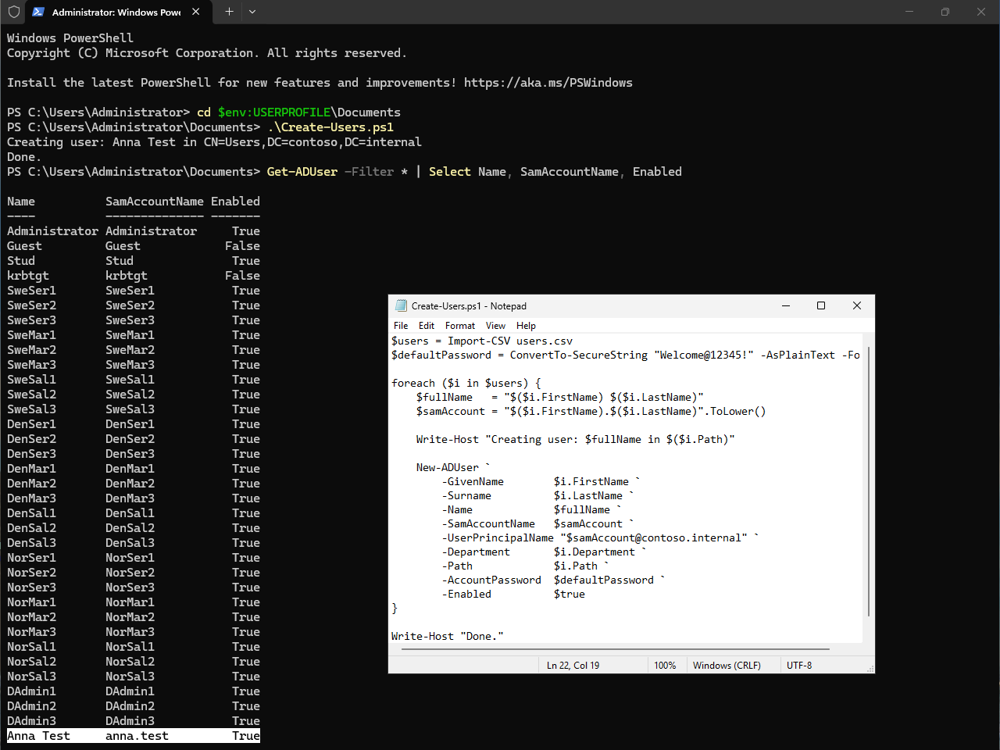 Administrator: Windows Powe
Windows PowerShell
Copyright (C) Microsoft Corporation. All rights reserved.
Install the latest PowerShell for new features and improvements! https://aka.ms/PSWindows
PS C:\Users\Administrator> cd $env:USERPROFILE\Documents
PS C:\Users\Administrator\Documents> .\Create-Users.ps1
Creating user: Anna Test in CN=Users,DC=contoso,DC=internal
Done.
PS C:\Users\Administrator\Documents> Get-ADUser -Filter * | Select Name, SamAccountName, Enabled
Name SamAccountName Enabled
---- -------------- -------
Administrator Administrator True
Guest Guest False
Stud Stud True
krbtgt krbtgt False
SweSer1 SweSer1 True
SweSer2 SweSer2 True
SweSer3 SweSer3 True
SweMar1 SweMar1 True
SweMar2 SweMar2 True
SweMar3 SweMar3 True
SweSal1 SweSal1 True
SweSal2 SweSal2 True
SweSal3 SweSal3 True
DenSer1 DenSer1 True
DenSer2 DenSer2 True
DenSer3 DenSer3 True
DenMar1 DenMar1 True
DenMar2 DenMar2 True
DenMar3 DenMar3 True
DenSal1 DenSal1 True
DenSal2 DenSal2 True
DenSal3 DenSal3 True
NorSer1 NorSer1 True
NorSer2 NorSer2 True
NorSer3 NorSer3 True
NorMar1 NorMar1 True
NorMar2 NorMar2 True
NorMar3 NorMar3 True
NorSal1 NorSal1 True
NorSal2 NorSal2 True
NorSal3 NorSal3 True
DAdmin1 DAdmin1 True
DAdmin2 DAdmin2 True
DAdmin3 DAdmin3 True
Anna Test anna.test True
Create-Users.ps1 - Notepad
File Edit Format View Help
$users = Import-CSV users.csv
$defaultPassword = ConvertTo-SecureString "Welcome@12345!" -AsPlainText -Fo
foreach ($i in $users) {
    $fullName   = "$($i.FirstName) $($i.LastName)"
    $samAccount = "$($i.FirstName).$($i.LastName)".ToLower()
    Write-Host "Creating user: $fullName in $($i.Path)"
    New-ADUser `
        -GivenName        $i.FirstName `
        -Surname          $i.LastName `
        -Name             $fullName `
        -SamAccountName   $samAccount `
        -UserPrincipalName "$samAccount@contoso.internal" `
        -Department       $i.Department `
        -Path             $i.Path `
        -AccountPassword  $defaultPassword `
        -Enabled          $true
}
Write-Host "Done."
Ln 22, Col 19 100% Windows (CRLF) UTF-8